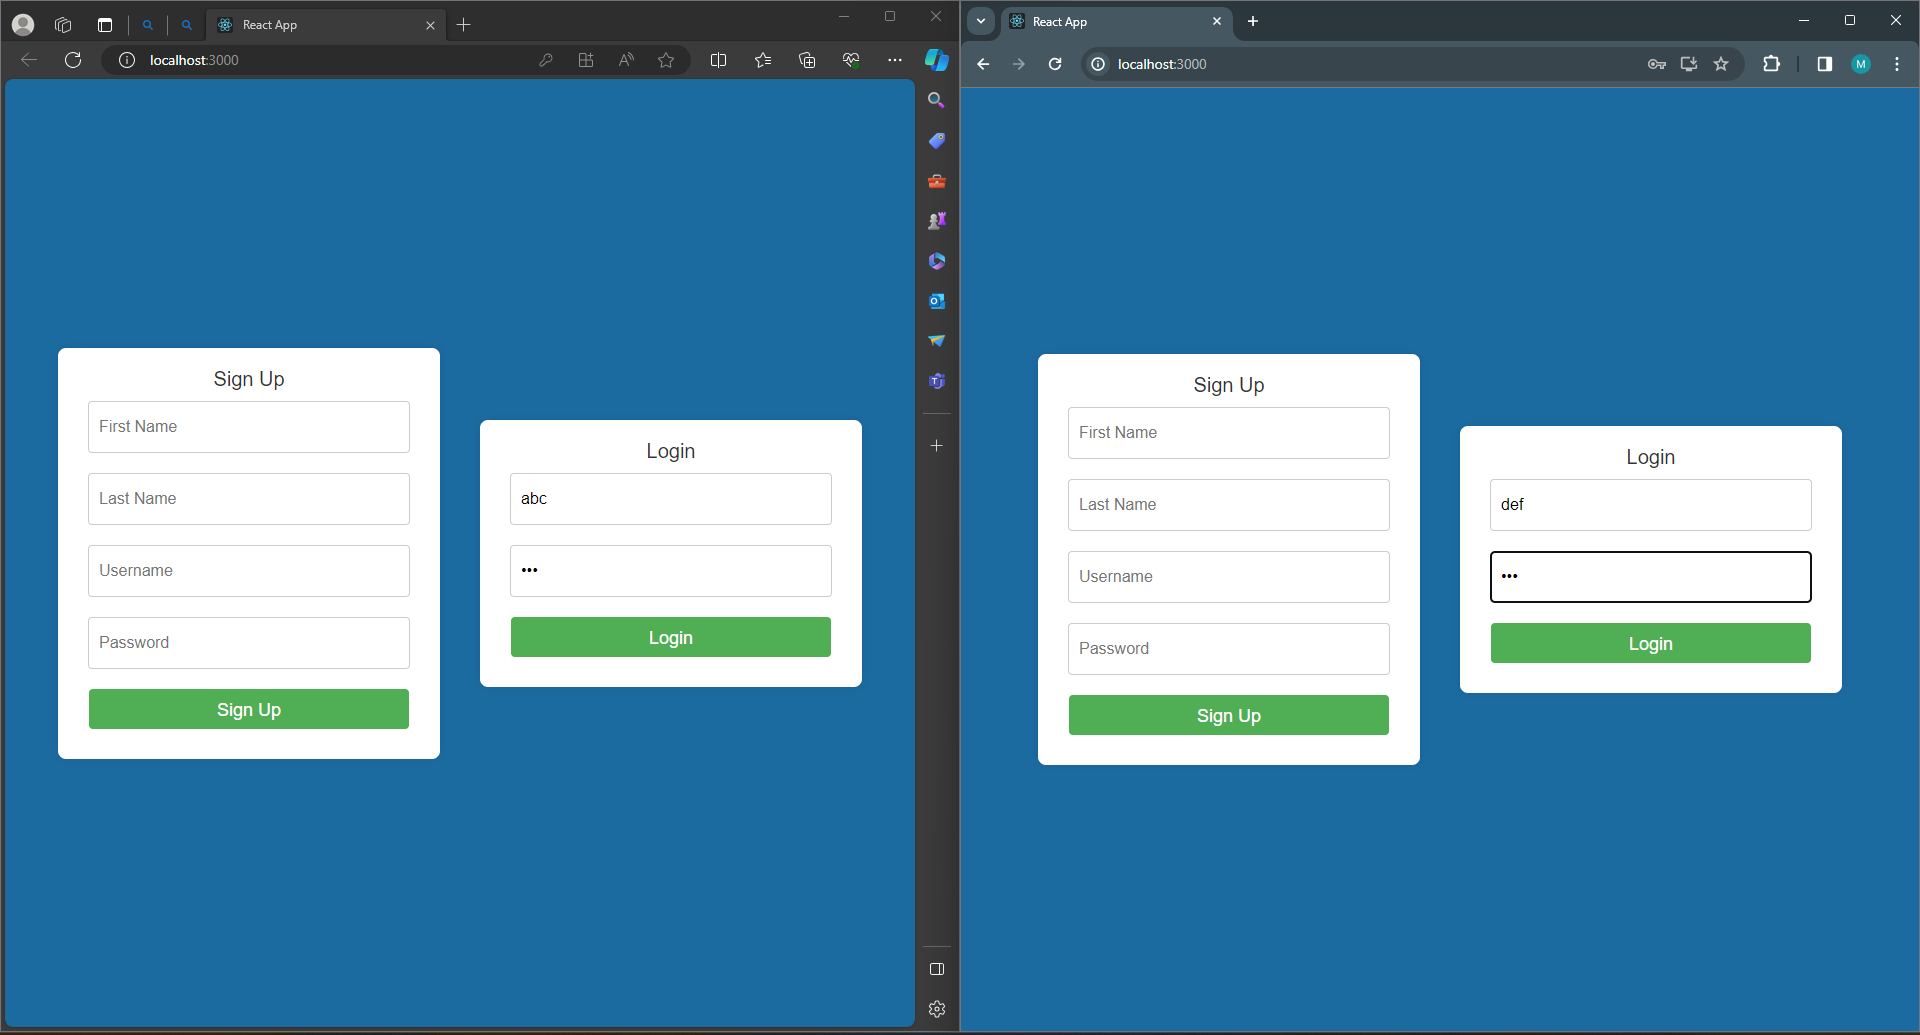 React App
localhost:3000
Sign Up
First Name
Last Name
Username
Password
Sign Up
Login
abc
•••
Login
React App
localhost:3000
M
Sign Up
First Name
Last Name
Username
Password
Sign Up
Login
def
•••
Login